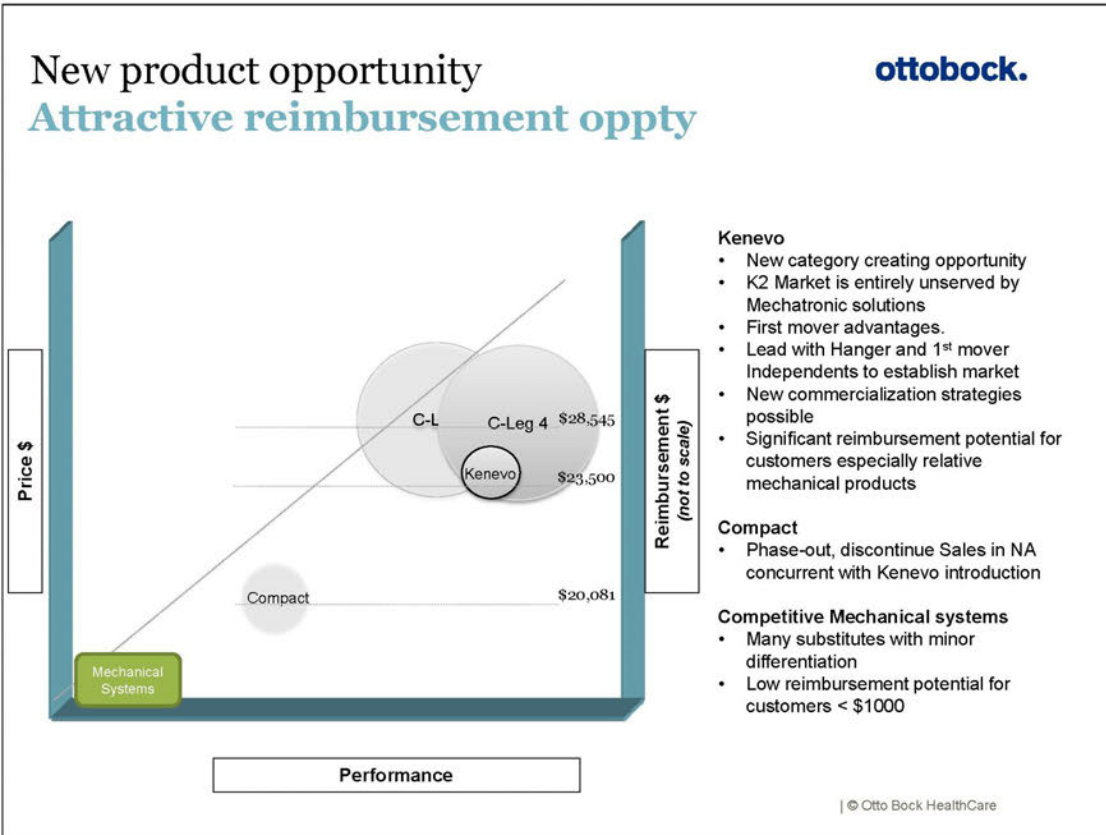 New product opportunity
Attractive reimbursement oppty
ottobock.
Price $
C-L
C-Leg 4
$28,545
Kenevo
$23,500
Compact
$20,081
Mechanical
Systems
Reimbursement $
(not to scale)
Performance
Kenevo
• New category creating opportunity
• K2 Market is entirely unserved by
Mechatronic solutions
• First mover advantages.
• Lead with Hanger and 1st mover
Independents to establish market
• New commercialization strategies
possible
• Significant reimbursement potential for
customers especially relative
mechanical products
Compact
• Phase-out, discontinue Sales in NA
concurrent with Kenevo introduction
Competitive Mechanical systems
• Many substitutes with minor
differentiation
• Low reimbursement potential for
customers < $1000
| © Otto Bock HealthCare